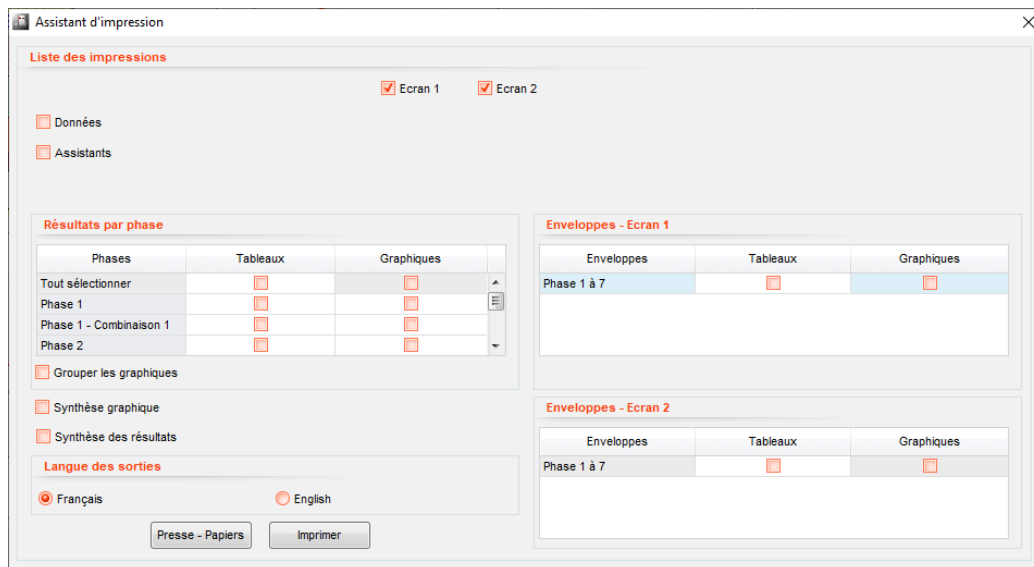 Assistant d'impression
Liste des impressions
Ecran 1 Ecran 2
Données
Assistants
Résultats par phase
Phases Tableaux Graphiques
Tout sélectionner
Phase 1
Phase 1 - Combinaison 1
Phase 2
Grouper les graphiques
Synthèse graphique
Synthèse des résultats
Langue des sorties
Français English
Presse - Papiers Imprimer
Enveloppes - Ecran 1
Enveloppes Tableaux Graphiques
Phase 1 à 7
Enveloppes - Ecran 2
Enveloppes Tableaux Graphiques
Phase 1 à 7